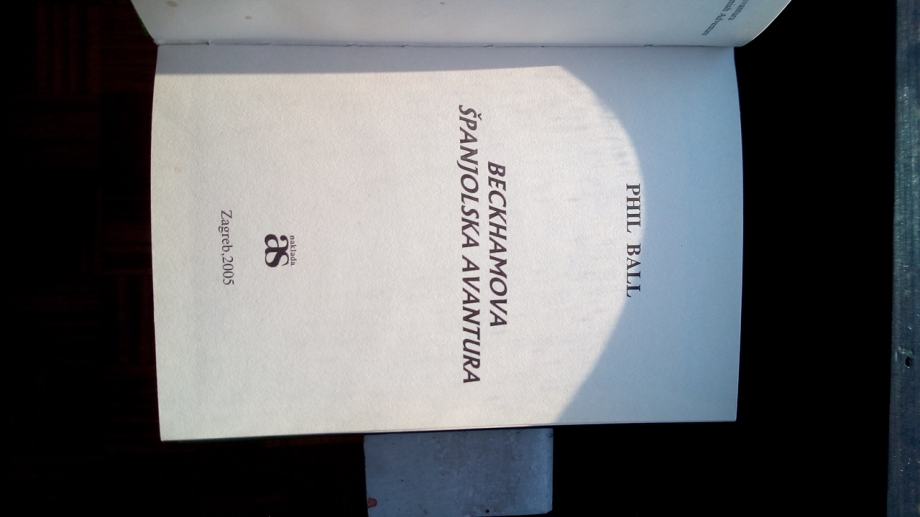 PHIL BALL
BECKHAMOVA
ŠPANJOLSKA AVANTURA
naklada
as
Zagreb,2005